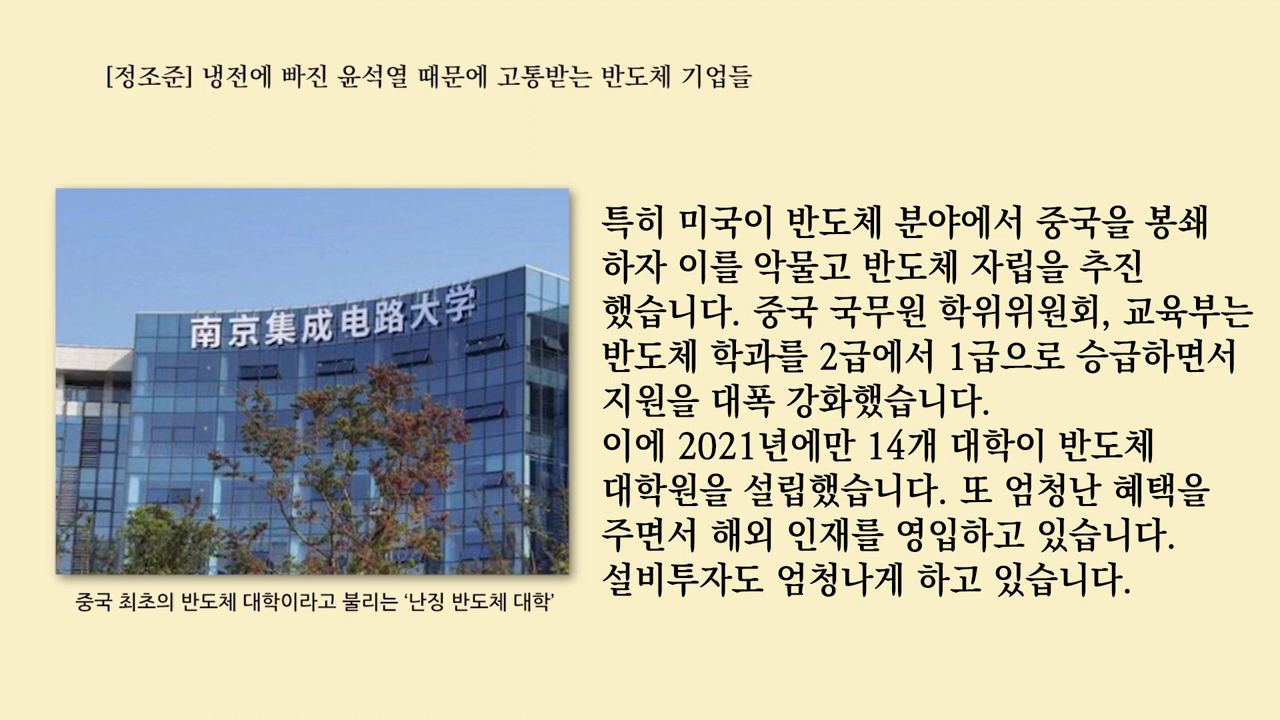 [정조준] 냉전에 빠진 윤석열 때문에 고통받는 반도체 기업들
南京集成电路大学
중국 최초의 반도체 대학이라고 불리는 ‘난징 반도체 대학’
특히 미국이 반도체 분야에서 중국을 봉쇄
하자 이를 악물고 반도체 자립을 추진
했습니다. 중국 국무원 학위위원회, 교육부는
반도체 학과를 2급에서 1급으로 승급하면서
지원을 대폭 강화했습니다.
이에 2021년에만 14개 대학이 반도체
대학원을 설립했습니다. 또 엄청난 혜택을
주면서 해외 인재를 영입하고 있습니다.
설비투자도 엄청나게 하고 있습니다.